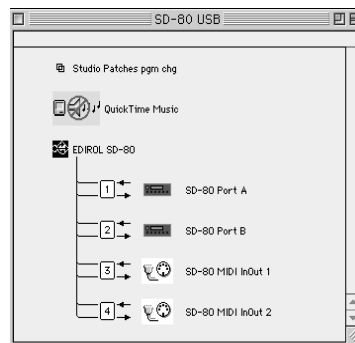 SD-80 USB
Studio Patches pgm chg
QuickTime Music
EDIROL SD-80
1 SD-80 Port A
2 SD-80 Port B
3 SD-80 MIDI InOut 1
4 SD-80 MIDI InOut 2